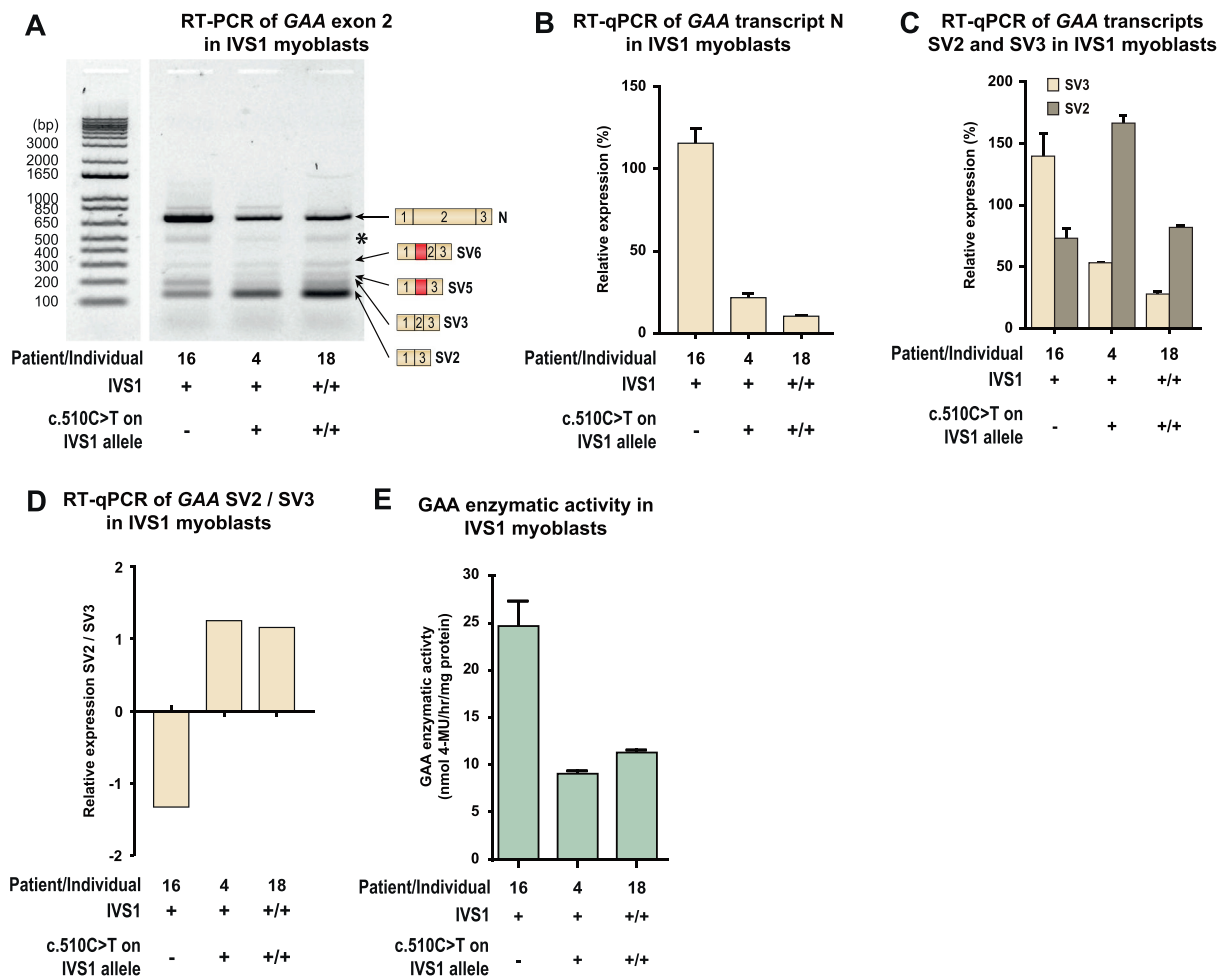 A
RT-PCR of GAA exon 2
in IVS1 myoblasts
(bp)
3000
2000
1650
1000
850
650
500
400
300
200
100
1 2 3 N
*
1 2 3 SV6
1 3 SV5
1 2 3 SV3
1 3 SV2
Patient/Individual 16 4 18
IVS1 + + +/+
c.510C>T on
IVS1 allele - + +/+
B
RT-qPCR of GAA transcript N
in IVS1 myoblasts
Relative expression (%)
150
100
50
0
Patient/Individual 16 4 18
IVS1 + + +/+
c.510C>T on
IVS1 allele - + +/+
C
RT-qPCR of GAA transcripts
SV2 and SV3 in IVS1 myoblasts
Relative expression (%)
200
150
100
50
0
SV3
SV2
Patient/Individual 16 4 18
IVS1 + + +/+
c.510C>T on
IVS1 allele - + +/+
D
RT-qPCR of GAA SV2 / SV3
in IVS1 myoblasts
Relative expression SV2 / SV3
2
1
0
-1
-2
Patient/Individual 16 4 18
IVS1 + + +/+
c.510C>T on
IVS1 allele - + +/+
E
GAA enzymatic activity in
IVS1 myoblasts
GAA enzymatic activty
(nmol 4-MU/hr/mg protein)
30
25
20
15
10
5
0
Patient/Individual 16 4 18
IVS1 + + +/+
c.510C>T on
IVS1 allele - + +/+